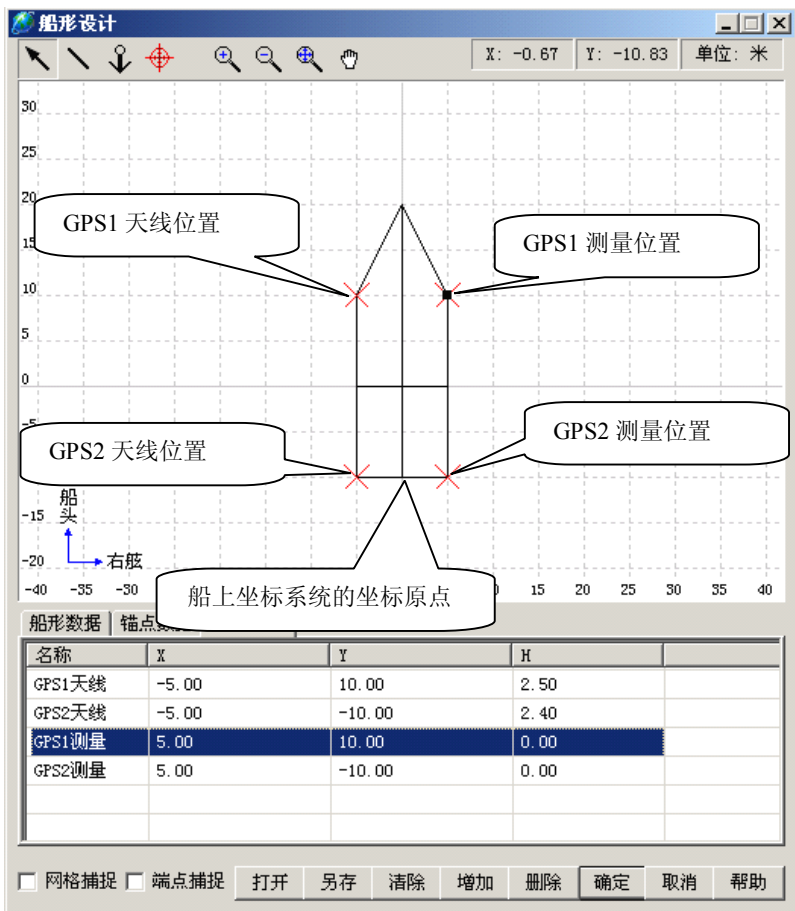 船形设计
X: -0.67 Y: -10.83 单位: 米
30
25
20
GPS1 天线位置
15
GPS1 测量位置
10
5
0
-5
GPS2 天线位置
GPS2 测量位置
船头
-15
右舷
-20
船上坐标系统的坐标原点
-40 -35 -30 10 15 20 25 30 35 40
船形数据 锚点数据
名称 X Y H
GPS1天线 -5.00 10.00 2.50
GPS2天线 -5.00 -10.00 2.40
GPS1测量 5.00 10.00 0.00
GPS2测量 5.00 -10.00 0.00
网格捕捉 端点捕捉 打开 另存 清除 增加 删除 确定 取消 帮助